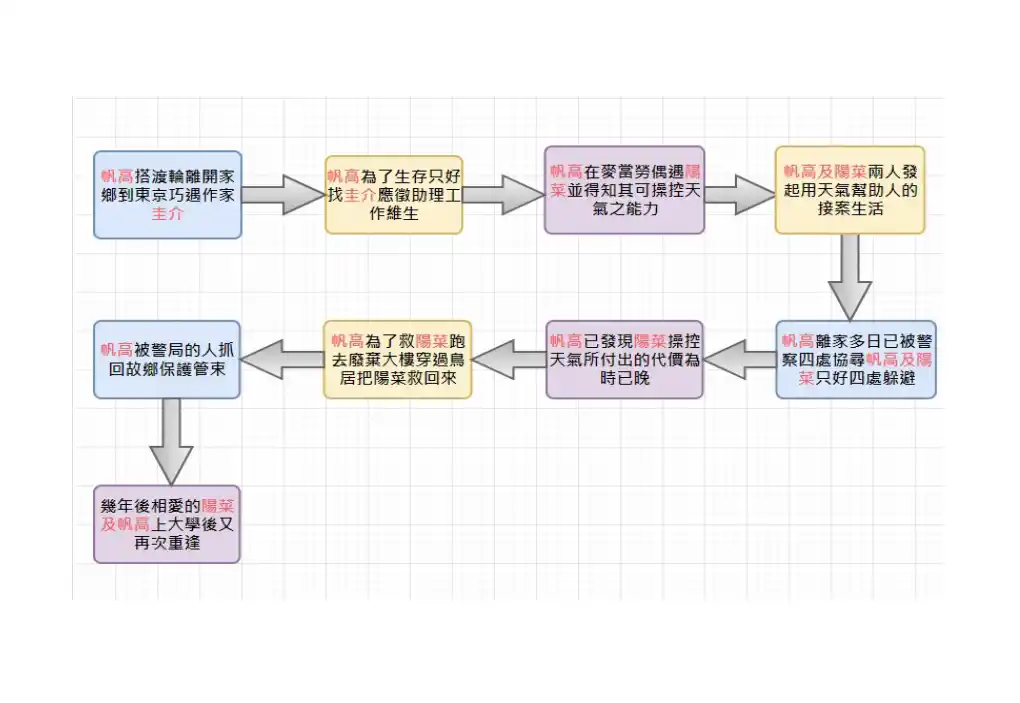 帆高搭渡輪離開家
鄉到東京巧遇作家
圭介
帆高為了生存只好
找圭介應徵助理工
作維生
帆高在麥當勞偶遇陽
菜並得知其可操控天
氣之能力
帆高及陽菜兩人發
起用天氣幫助人的
接案生活
帆高離家多日已被警
察四處協尋帆高及陽
菜只好四處躲避
帆高已發現陽菜操控
天氣所付出的代價為
時已晚
帆高為了救陽菜跑
去廢棄大樓穿過鳥
居把陽菜救回來
帆高被警局的人抓
回故鄉保護管束
幾年後相愛的陽菜
及帆高上大學後又
再次重逢